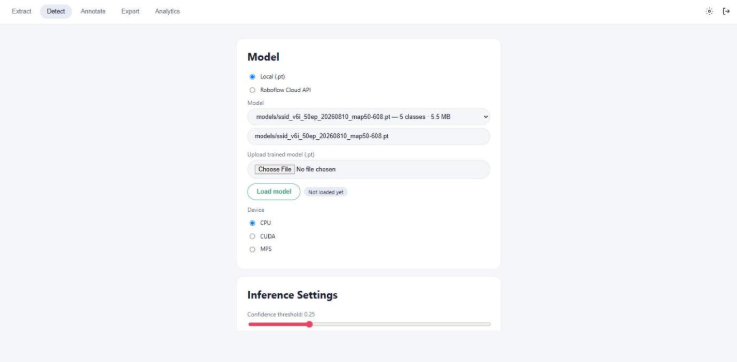 Extract Detect Annotate Export Analytics
Model
Local (.pt)
Roboflow Cloud API
Model
models/ssid_v6i_50ep_20260810_map50-608.pt — 5 classes 5.5 MB
models/ssid_v6i_50ep_20260810_map50-608.pt
Upload trained model (.pt)
Choose File No file chosen
Load model Not loaded yet
Device
CPU
CUDA
MPS
Inference Settings
Confidence threshold: 0.25